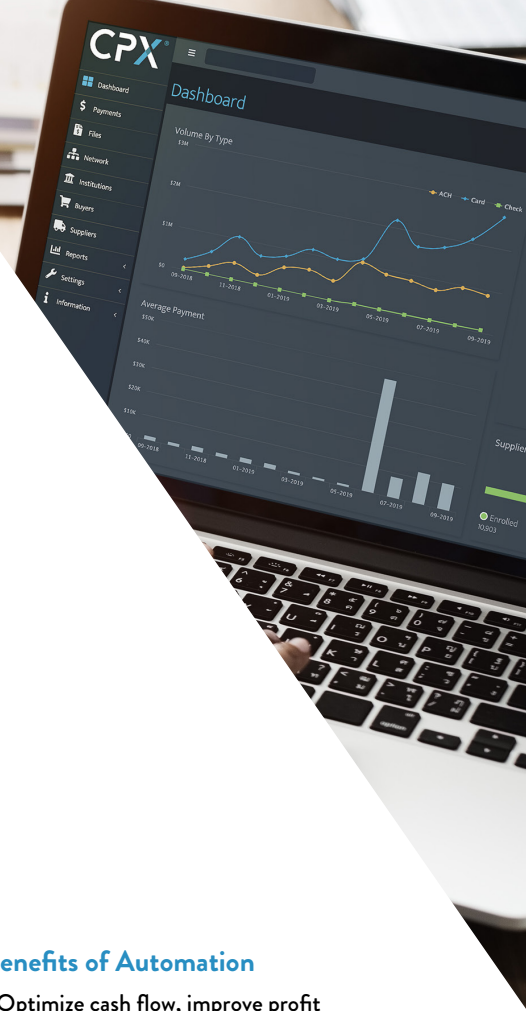 CPX
Dashboard
Dashboard
Payments
Files
Network
Institutions
Buyers
Suppliers
Reports
Settings
Information
Volume By Type
ACH
Card
Check
$3M
$2M
$1M
$0
09-2018
11-2018
01-2019
05-2019
07-2019
09-2019
Average Payment
$50K
$40K
$30K
$20K
$10K
09-2018
11-2018
01-2019
03-2019
05-2019
07-2019
09-2019
Supplier
Enrolled
10,903
option
enefits of Automation
Optimize cash flow, improve profit